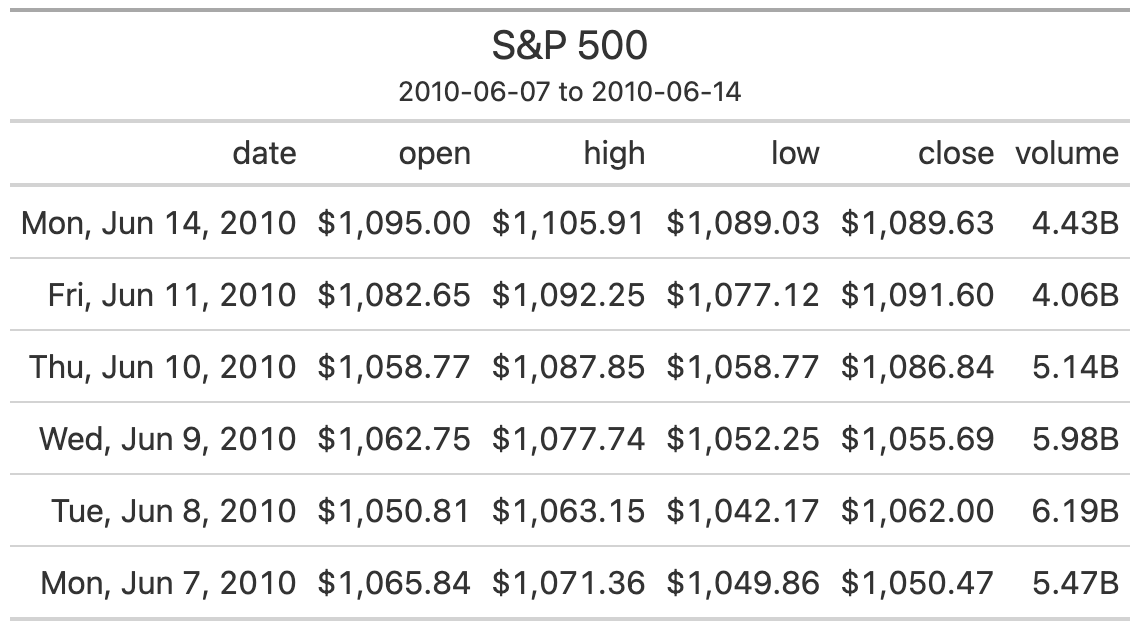 S&P 500
2010-06-07 to 2010-06-14
date open high low close volume
Mon, Jun 14, 2010 $1,095.00 $1,105.91 $1,089.03 $1,089.63 4.43B
Fri, Jun 11, 2010 $1,082.65 $1,092.25 $1,077.12 $1,091.60 4.06B
Thu, Jun 10, 2010 $1,058.77 $1,087.85 $1,058.77 $1,086.84 5.14B
Wed, Jun 9, 2010 $1,062.75 $1,077.74 $1,052.25 $1,055.69 5.98B
Tue, Jun 8, 2010 $1,050.81 $1,063.15 $1,042.17 $1,062.00 6.19B
Mon, Jun 7, 2010 $1,065.84 $1,071.36 $1,049.86 $1,050.47 5.47B